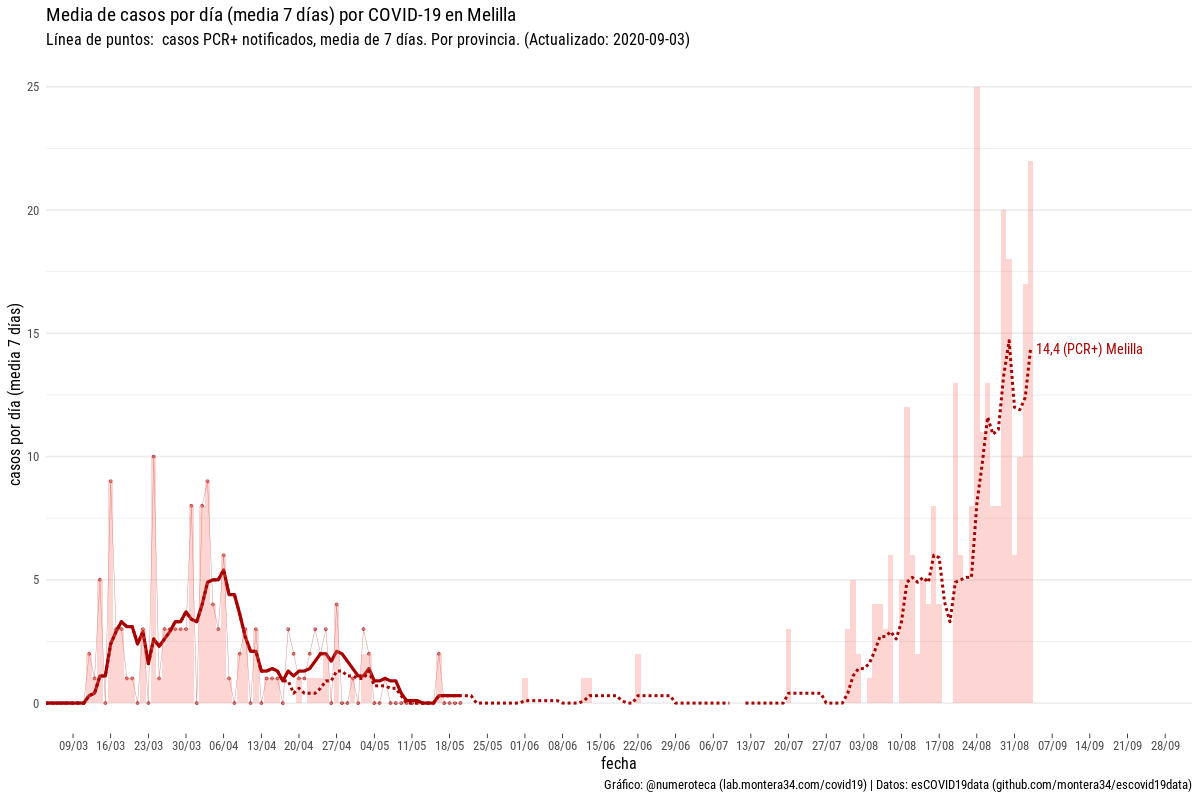 Media de casos por día (media 7 días) por COVID-19 en Melilla
Línea de puntos:  casos PCR+ notificados, media de 7 días. Por provincia. (Actualizado: 2020-09-03)
casos por día (media 7 días)
25
20
15
10
5
0
14,4 (PCR+) Melilla
09/03 16/03 23/03 30/03 06/04 13/04 20/04 27/04 04/05 11/05 18/05 25/05 01/06 08/06 15/06 22/06 29/06 06/07 13/07 20/07 27/07 03/08 10/08 17/08 24/08 31/08 07/09 14/09 21/09 28/09
fecha
Gráfico: @numeroteca (lab.montera34.com/covid19) | Datos: esCOVID19data (github.com/montera34/escovid19data)